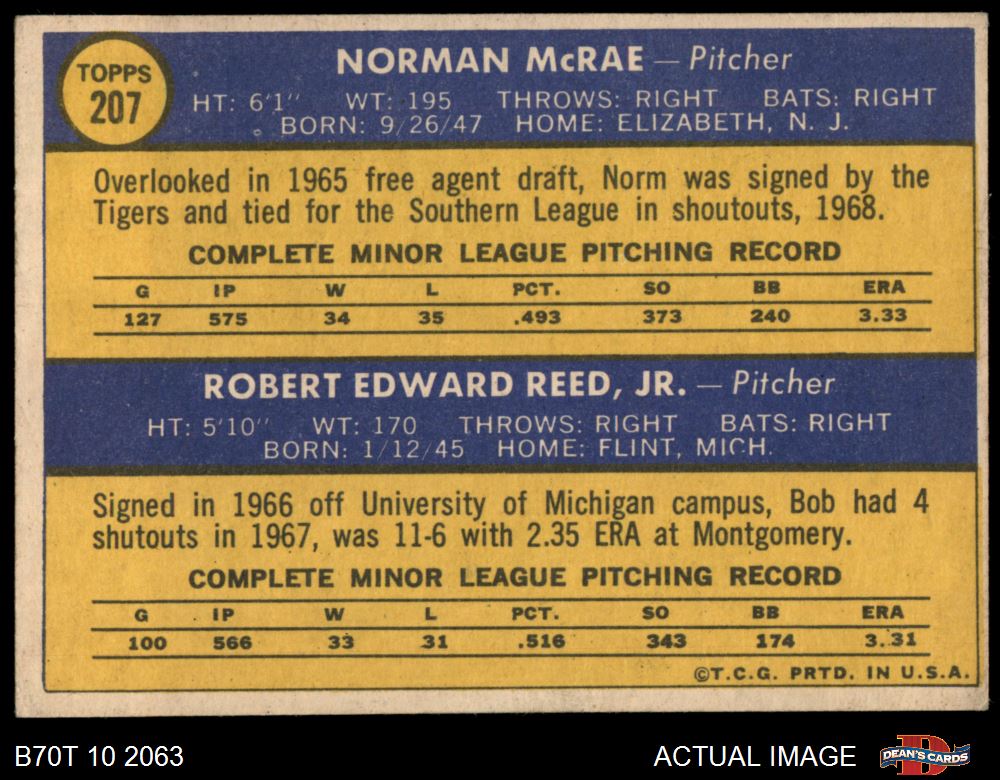 TOPPS
207
NORMAN McRAE — Pitcher
HT: 6'1" WT: 195 THROWS: RIGHT BATS: RIGHT
BORN: 9/26/47 HOME: ELIZABETH, N. J.
Overlooked in 1965 free agent draft, Norm was signed by the
Tigers and tied for the Southern League in shoutouts, 1968.
COMPLETE MINOR LEAGUE PITCHING RECORD
G IP W L PCT. SO BB ERA
127 575 34 35 .493 373 240 3.33
ROBERT EDWARD REED, JR. — Pitcher
HT: 5'10" WT: 170 THROWS: RIGHT BATS: RIGHT
BORN: 1/12/45 HOME: FLINT, MICH.
Signed in 1966 off University of Michigan campus, Bob had 4
shutouts in 1967, was 11-6 with 2.35 ERA at Montgomery.
COMPLETE MINOR LEAGUE PITCHING RECORD
G IP W L PCT. SO BB ERA
100 566 33 31 .516 343 174 3.31
©T.C.G. PRTD. IN U.S.A.
B70T 10 2063 ACTUAL IMAGE D DEAN'S CARDS